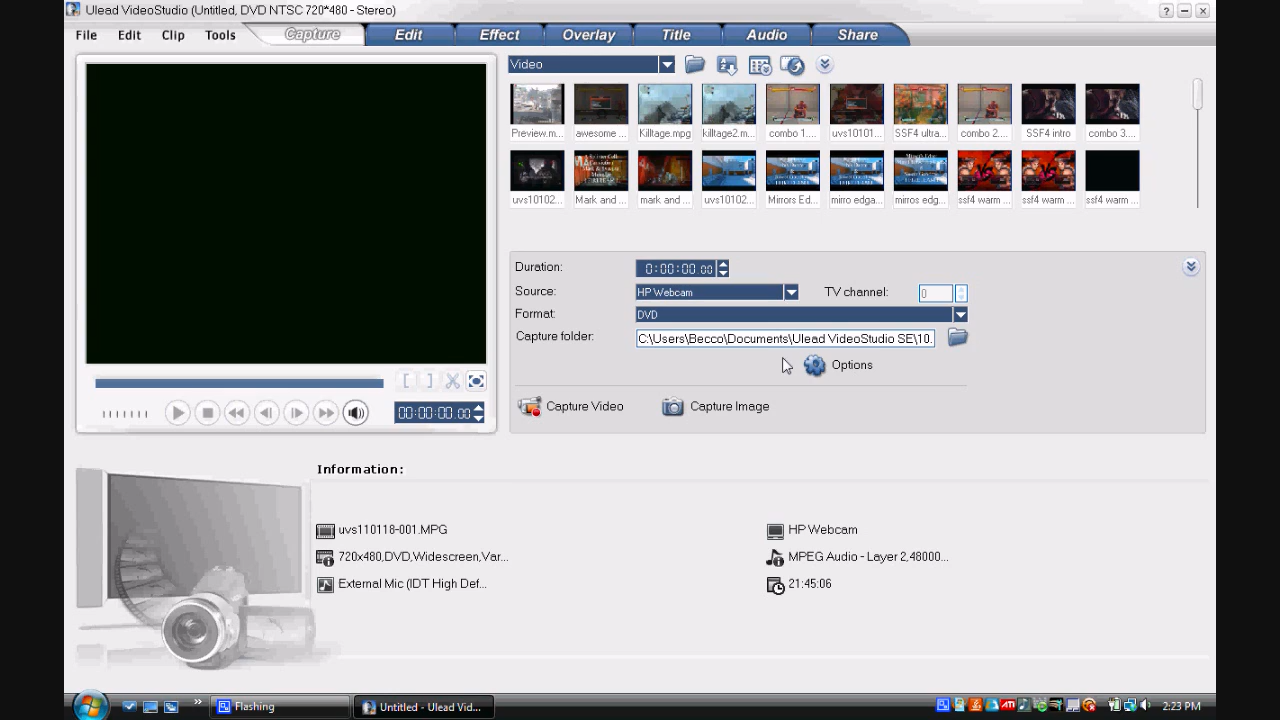 Ulead VideoStudio (Untitled, DVD NTSC 720*480 - Stereo)
File Edit Clip Tools Capture Edit Effect Overlay Title Audio Share
Video
Preview.m... awesome ... Killtage.mpg killtage2.m... combo 1.... uvs10101... SSF4 ultra... combo 2.... SSF4 intro combo 3....
uvs10102... Mark and ... mark and ... uvs10102... Mirrors Ed... mirro edga... mirros edg... ssf4 warm ... ssf4 warm ... ssf4 warm ...
Duration: 0:00:00.00
Source: HP Webcam TV channel: 0
Format: DVD
Capture folder: C:\Users\Becco\Documents\Ulead VideoStudio SE\10.
Options
Capture Video Capture Image
00:00:00.00
Information:
uvs110118-001.MPG HP Webcam
720x480,DVD,Widescreen,Var... MPEG Audio - Layer 2,48000...
External Mic (IDT High Def... 21:45:06
Flashing Untitled - Ulead Vid... 2:23 PM